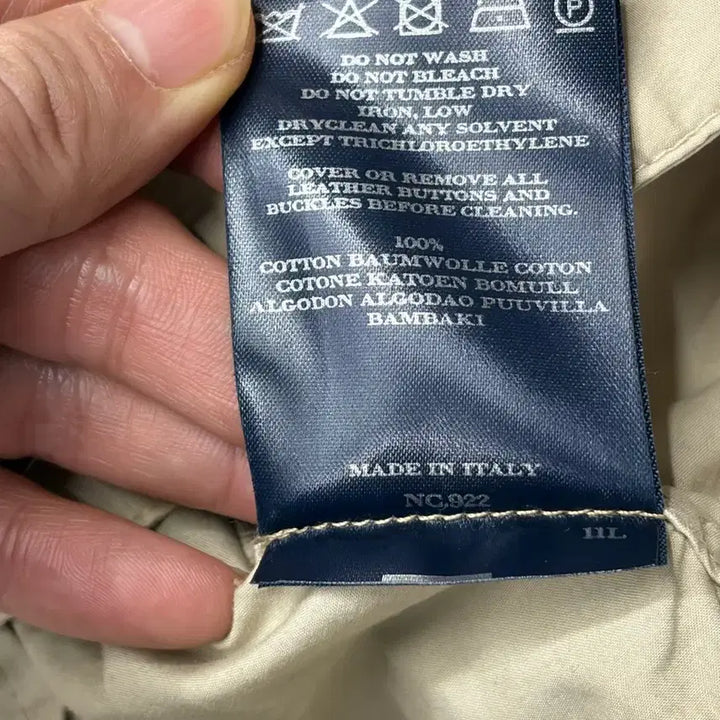 P
DO NOT WASH
DO NOT BLEACH
DO NOT TUMBLE DRY
IRON, LOW
DRYCLEAN ANY SOLVENT
EXCEPT TRICHLOROETHYLENE
COVER OR REMOVE ALL
LEATHER BUTTONS AND
BUCKLES BEFORE CLEANING.
100%
COTTON BAUMWOLLE COTON
COTONE KATOEN BOMULL
ALGODON ALGODAO PUUVILLA
BAMBAKI
MADE IN ITALY
NC.922
11L.